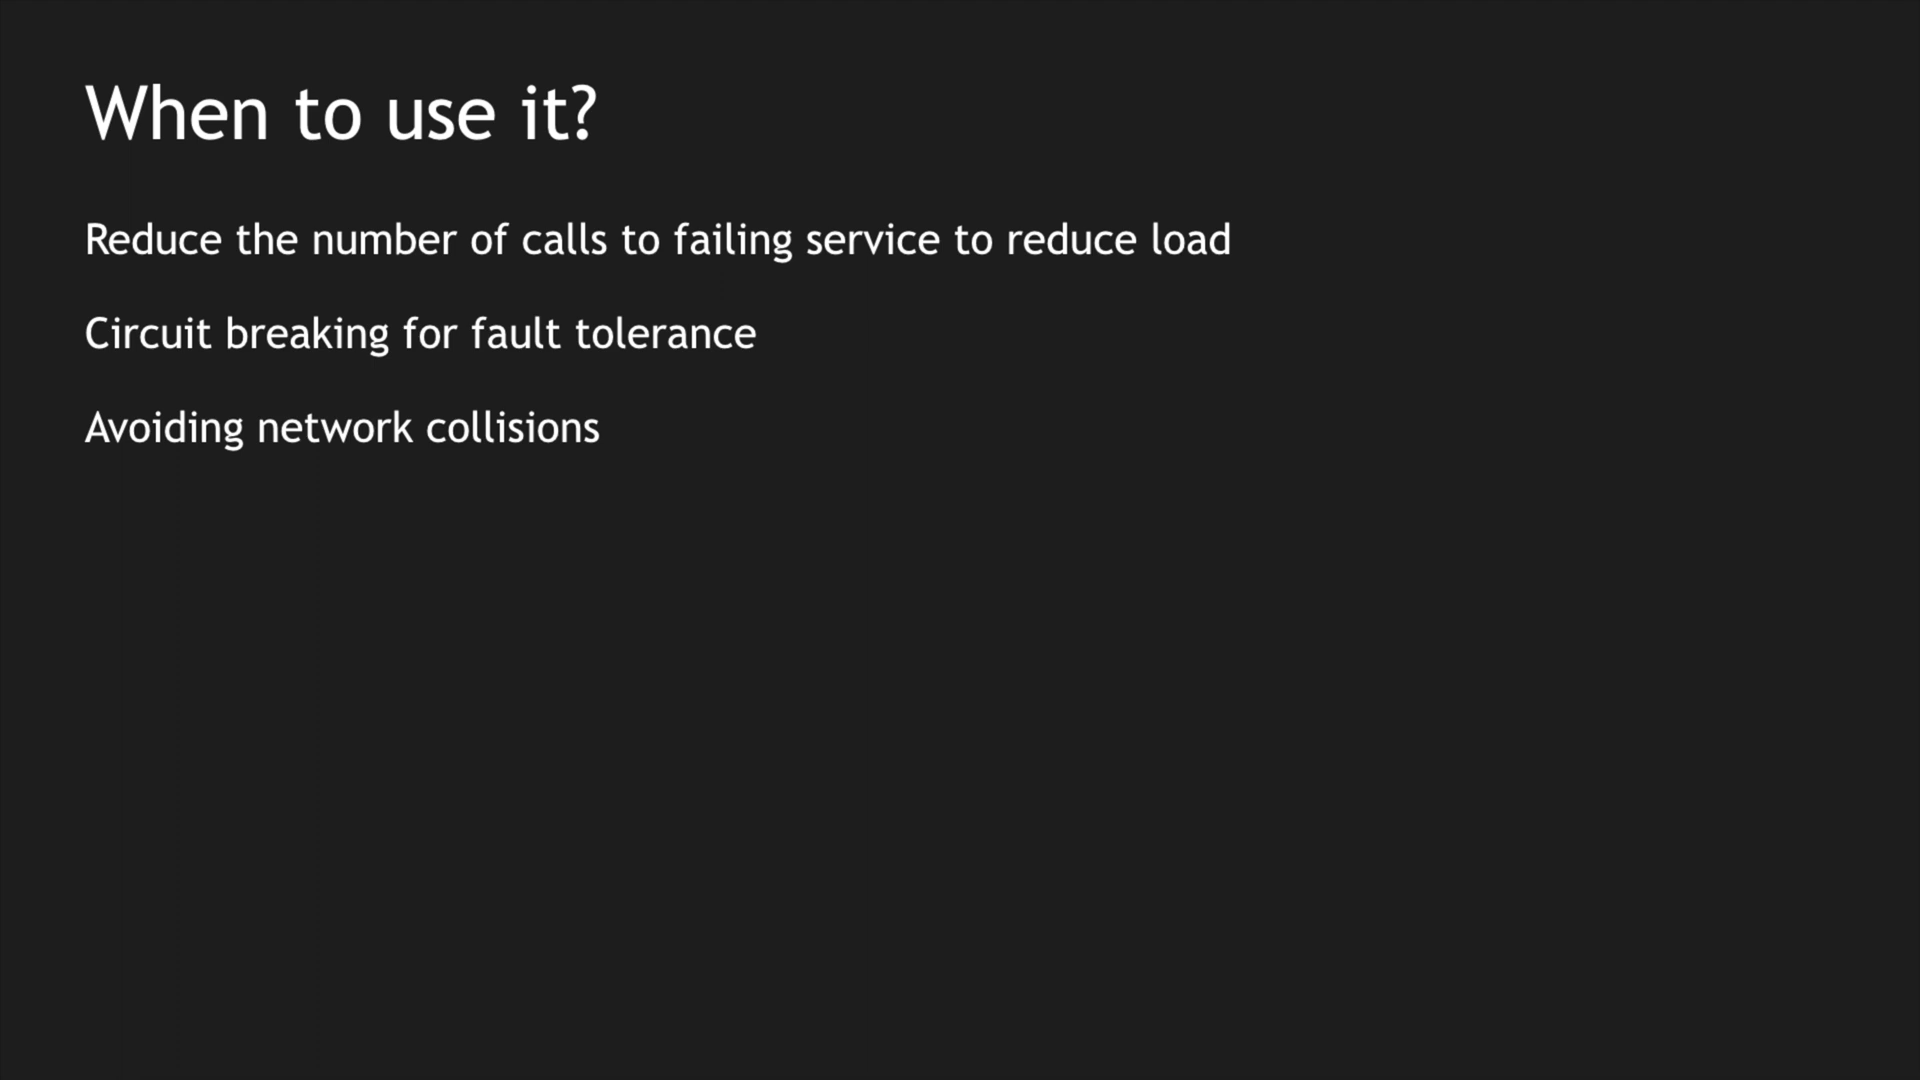 When to use it?
Reduce the number of calls to failing service to reduce load
Circuit breaking for fault tolerance
Avoiding network collisions